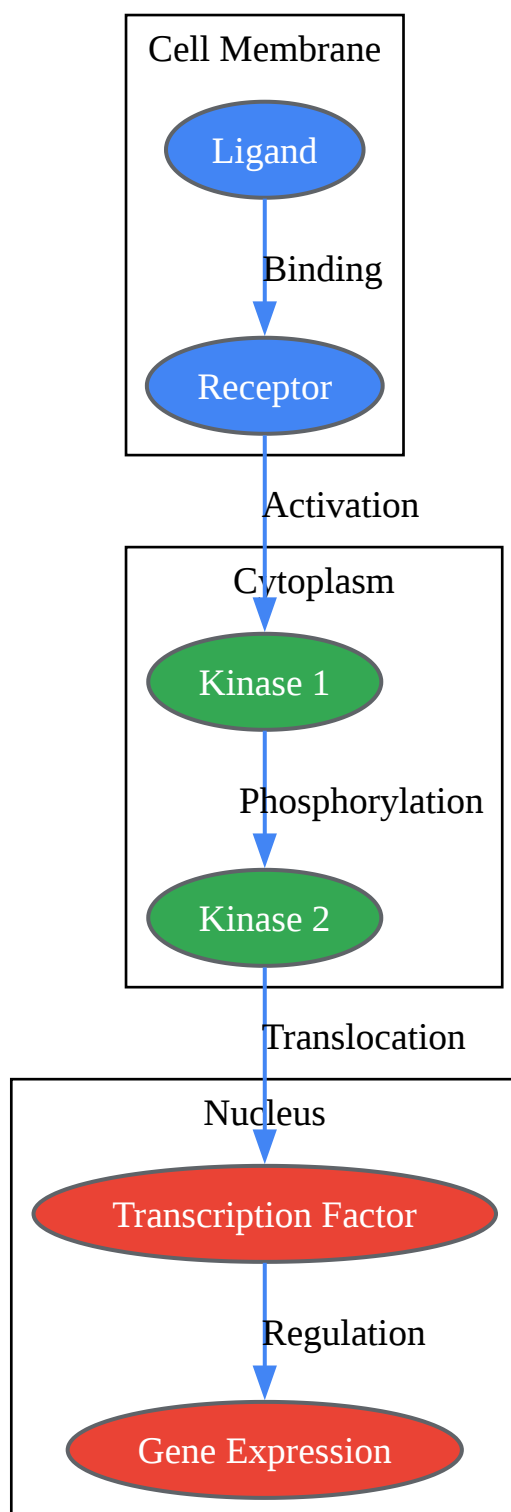 Cell Membrane
Ligand
Binding
Receptor
Activation
Cytoplasm
Kinase 1
Phosphorylation
Kinase 2
Translocation
Nucleus
Transcription Factor
Regulation
Gene Expression